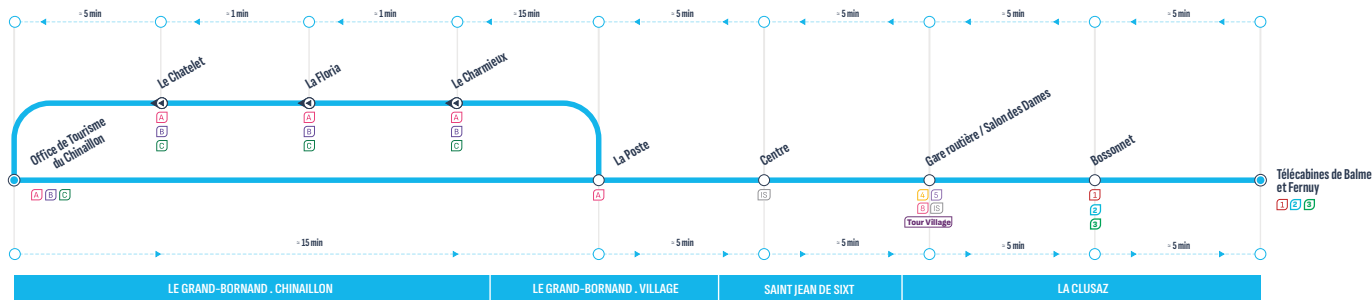 ≈ 5 min
≈ 1 min
≈ 1 min
≈ 15 min
≈ 5 min
≈ 5 min
≈ 5 min
≈ 5 min
Office de Tourisme
du Chinaillon
A B C
Le Chatelet
A
B
C
La Floria
A
B
C
Le Charmieux
A
B
C
La Poste
A
Centre
IS
Gare routière / Salon des Dames
4 5
8 IS
Tour Village
Bossonnet
1
2
3
Télécabines de Balme
et Fernuy
1 2 3
≈ 15 min
≈ 5 min
≈ 5 min
≈ 5 min
≈ 5 min
LE GRAND-BORNAND . CHINAILLON
LE GRAND-BORNAND . VILLAGE
SAINT JEAN DE SIXT
LA CLUSAZ